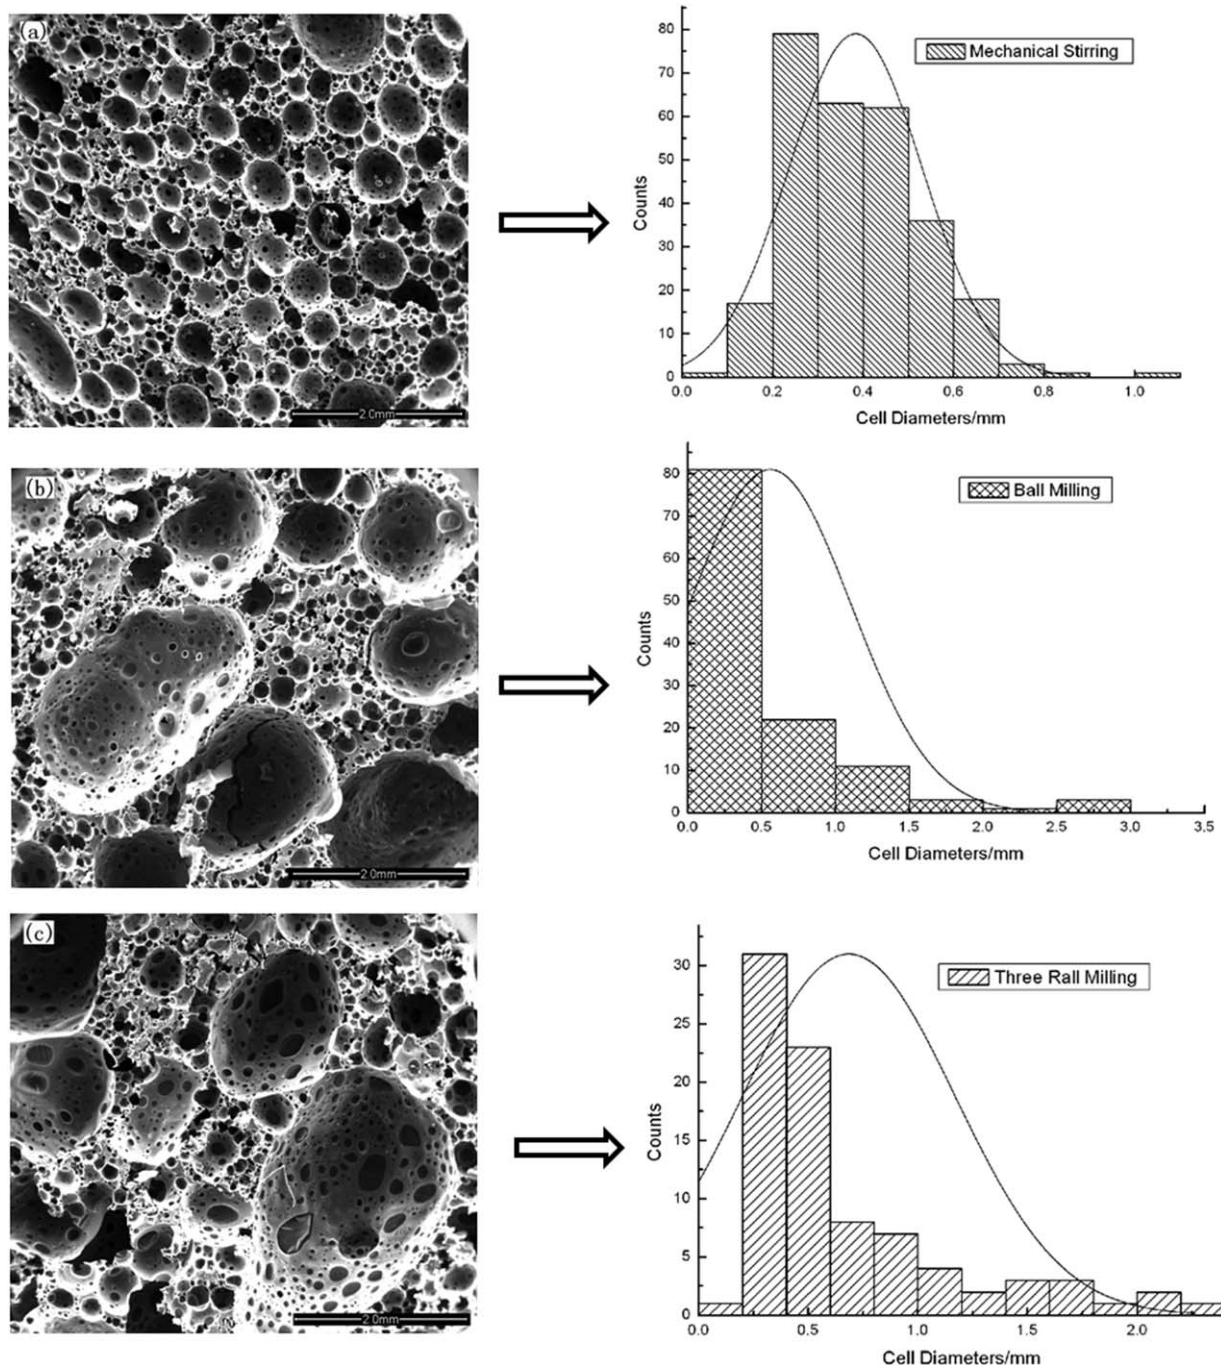 (a)
2.0mm
80
70
60
50
40
30
20
10
0
Counts
Mechanical Stirring
0.0 0.2 0.4 0.6 0.8 1.0
Cell Diameters/mm
(b)
2.0mm
80
70
60
50
40
30
20
10
0
Counts
Ball Milling
0.0 0.5 1.0 1.5 2.0 2.5 3.0 3.5
Cell Diameters/mm
(c)
2.0mm
30
25
20
15
10
5
0
Counts
Three Rall Milling
0.0 0.5 1.0 1.5 2.0
Cell Diameters/mm